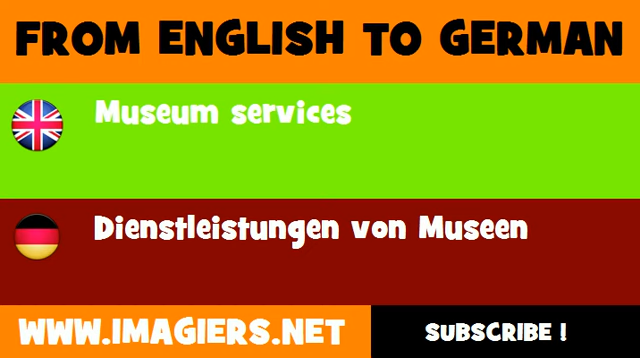 FROM ENGLISH TO GERMAN
Museum services
Dienstleistungen von Museen
WWW.IMAGIERS.NET
SUBSCRIBE !